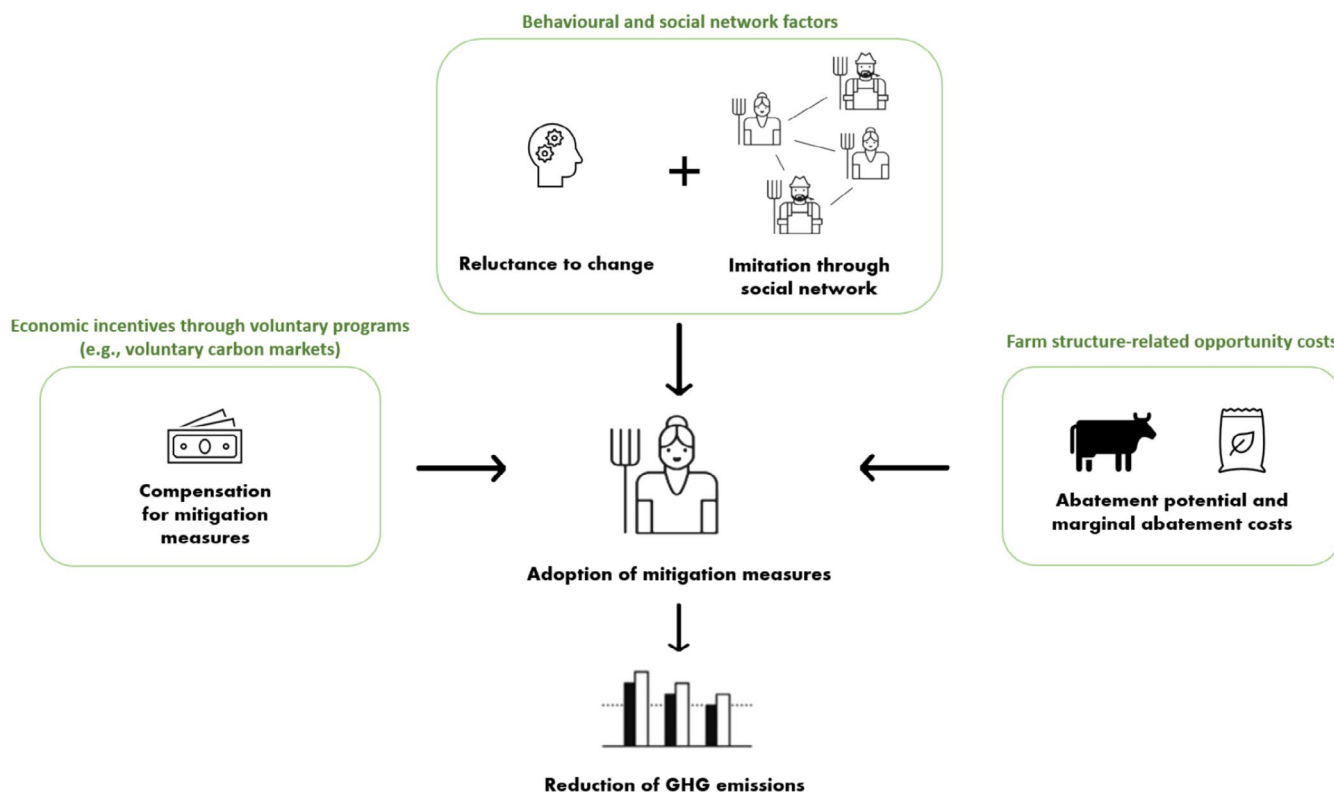 Behavioural and social network factors
Reluctance to change
Imitation through
social network
Economic incentives through voluntary programs
(e.g., voluntary carbon markets)
Compensation
for mitigation
measures
Farm structure-related opportunity costs
Abatement potential and
marginal abatement costs
Adoption of mitigation measures
Reduction of GHG emissions